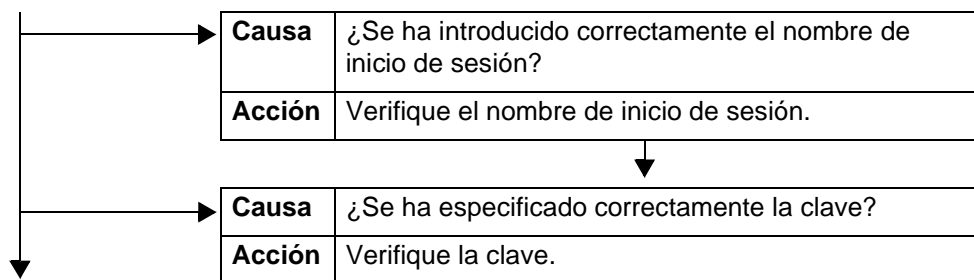 Causa ¿Se ha introducido correctamente el nombre de
inicio de sesión?
Acción Verifique el nombre de inicio de sesión.
Causa ¿Se ha especificado correctamente la clave?
Acción Verifique la clave.